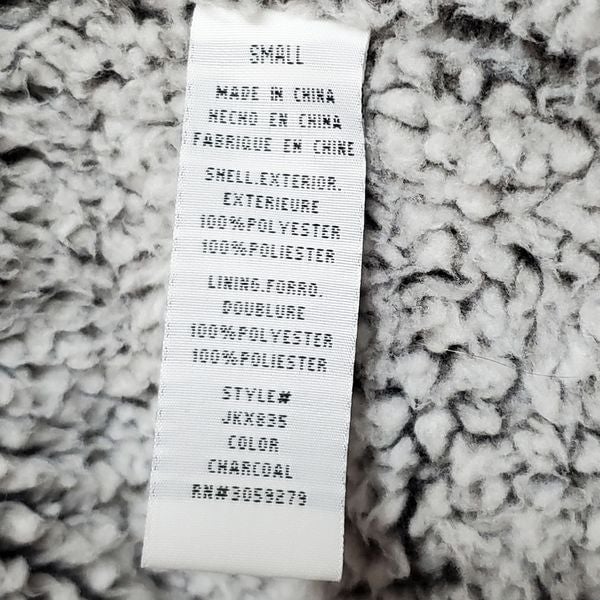 SMALL
MADE IN CHINA
HECHO EN CHINA
FABRIQUE EN CHINE
SHELL.EXTERIOR.
EXTERIEURE
100%POLYESTER
100%POLIESTER
LINING.FORRO.
DOUBLURE
100%POLYESTER
100%POLIESTER
STYLE#
JKX835
COLOR
CHARCOAL
RN#3059279